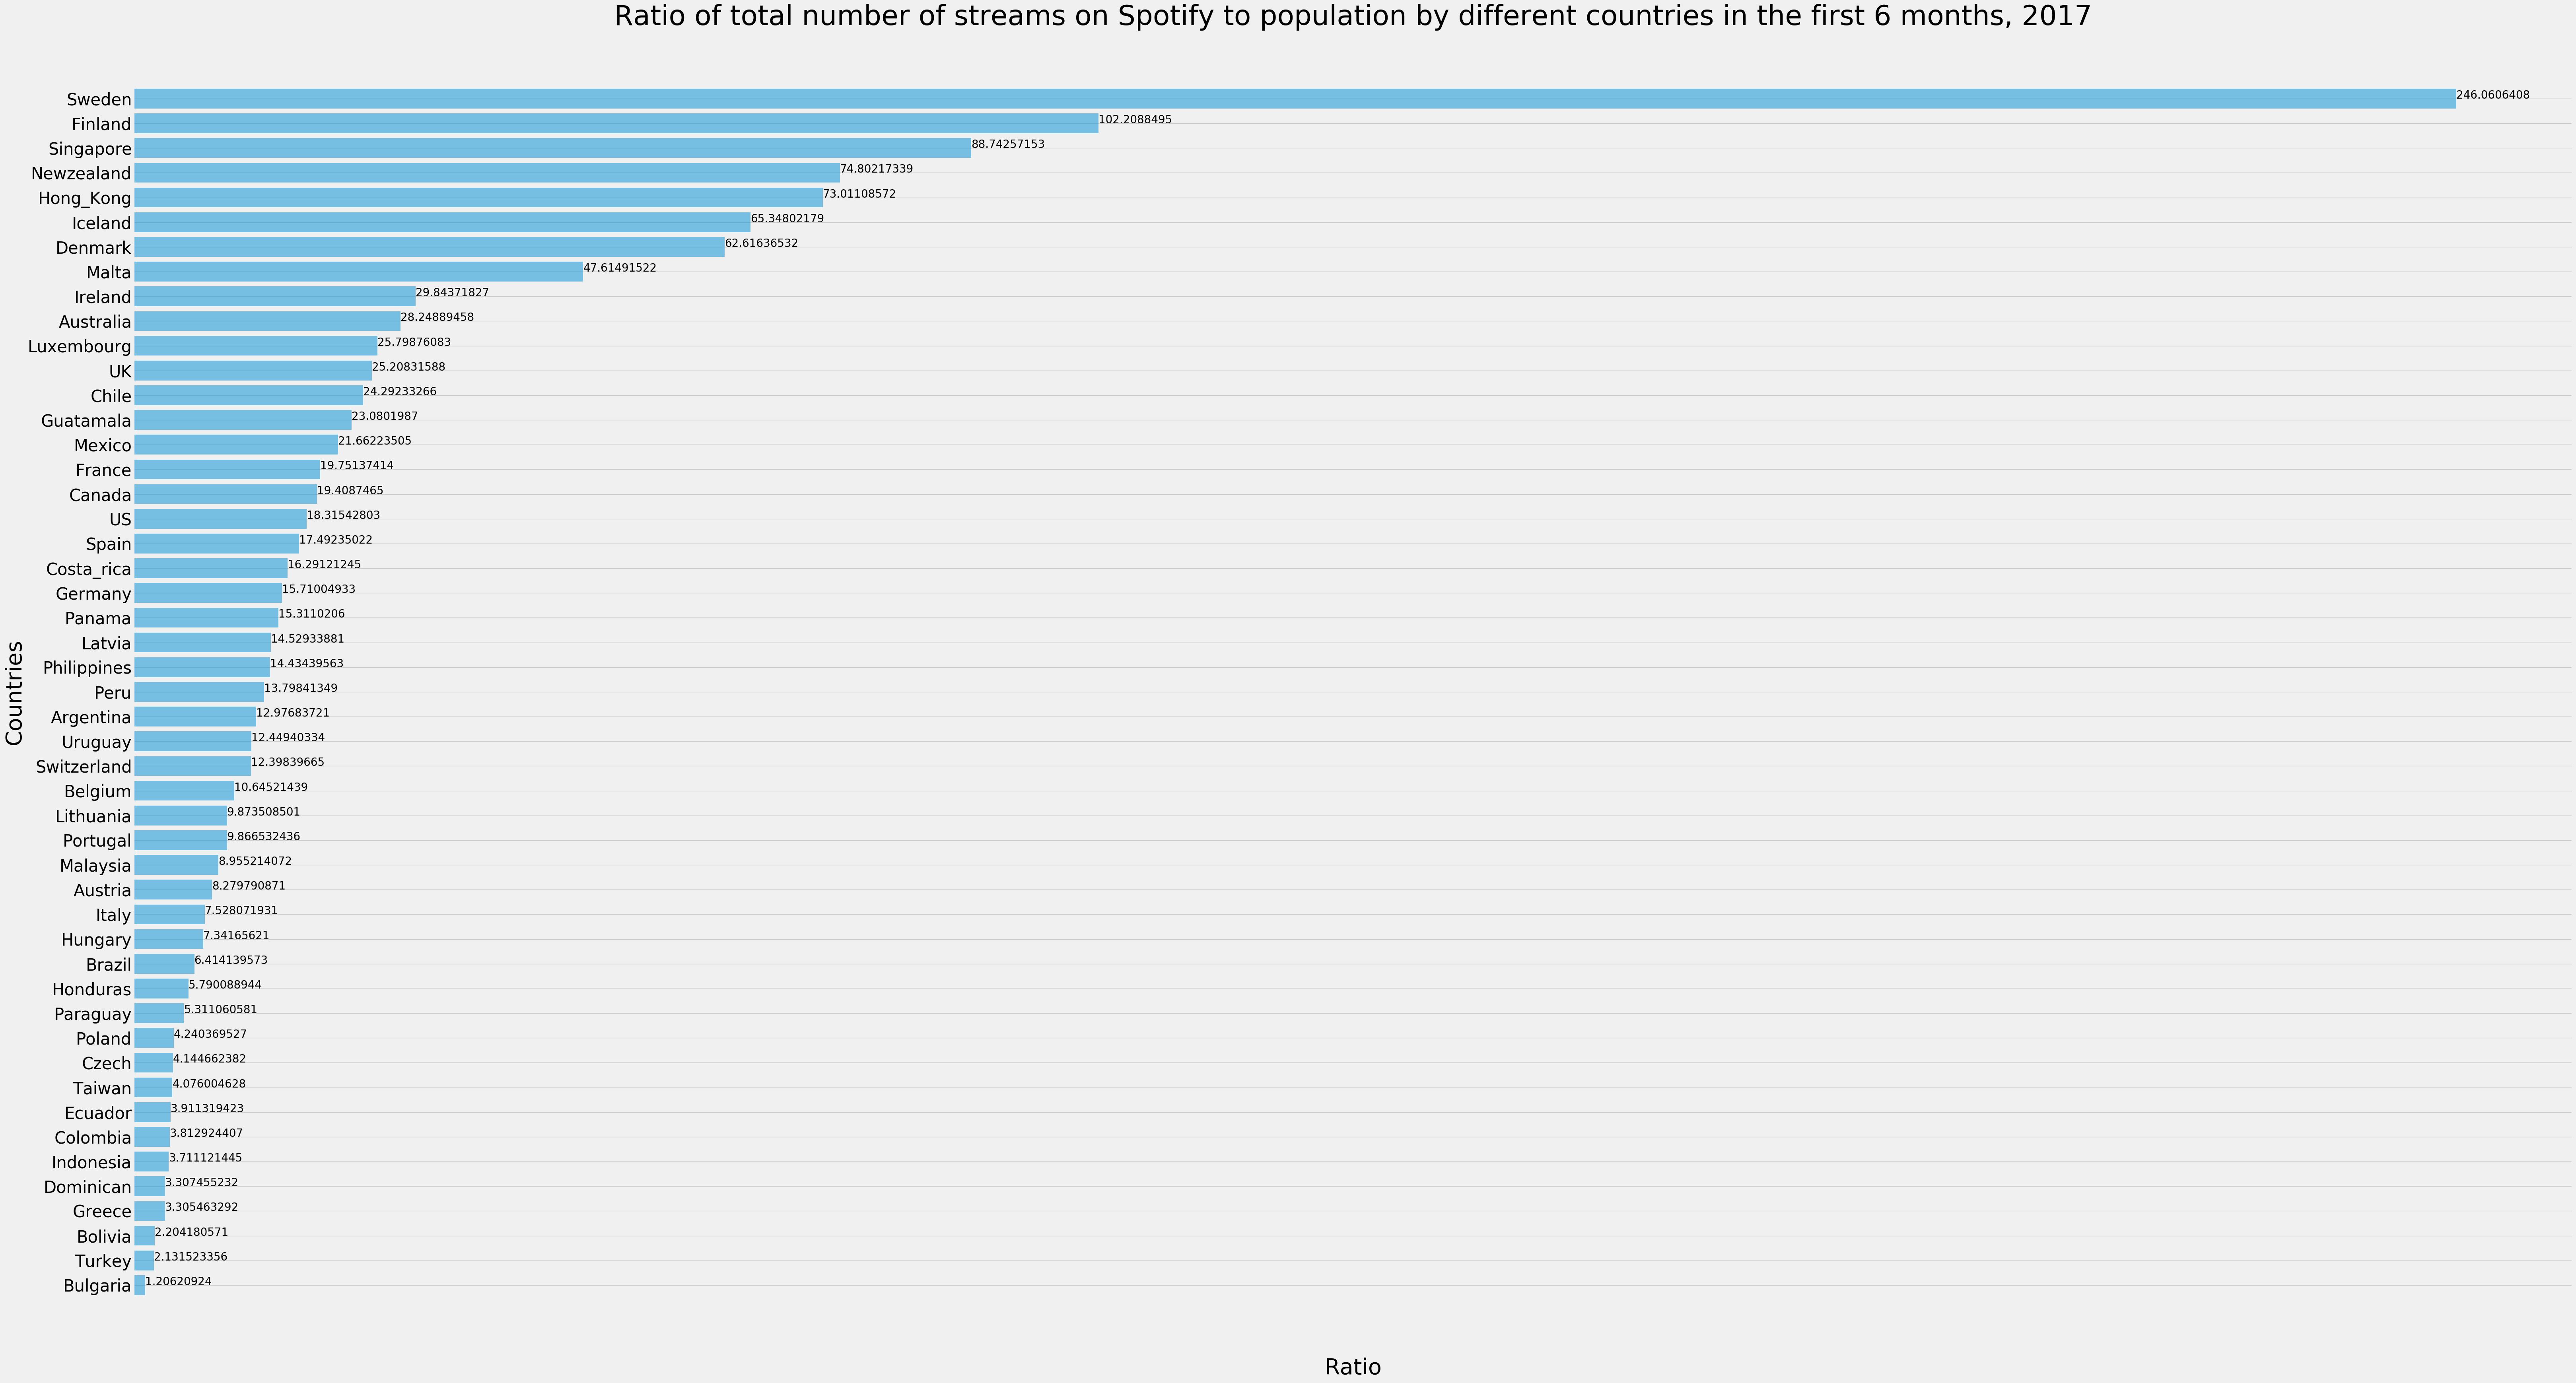 Ratio of total number of streams on Spotify to population by different countries in the first 6 months, 2017
Sweden 246.0606408
Finland 102.2088495
Singapore 88.74257153
Newzealand 74.80217339
Hong_Kong 73.01108572
Iceland 65.34802179
Denmark 62.61636532
Malta 47.61491522
Ireland 29.84371827
Australia 28.24889458
Luxembourg 25.79876083
UK 25.20831588
Chile 24.29233266
Guatamala 23.0801987
Mexico 21.66223505
France 19.75137414
Canada 19.4087465
US 18.31542803
Spain 17.49235022
Costa_rica 16.29121245
Germany 15.71004933
Panama 15.3110206
Latvia 14.52933881
Philippines 14.43439563
Peru 13.79841349
Argentina 12.97683721
Uruguay 12.44940334
Switzerland 12.39839665
Belgium 10.64521439
Lithuania 9.873508501
Portugal 9.866532436
Malaysia 8.955214072
Austria 8.279790871
Italy 7.528071931
Hungary 7.34165621
Brazil 6.414139573
Honduras 5.790088944
Paraguay 5.311060581
Poland 4.240369527
Czech 4.144662382
Taiwan 4.076004628
Ecuador 3.911319423
Colombia 3.812924407
Indonesia 3.711121445
Dominican 3.307455232
Greece 3.305463292
Bolivia 2.204180571
Turkey 2.131523356
Bulgaria 1.20620924
Countries
Ratio